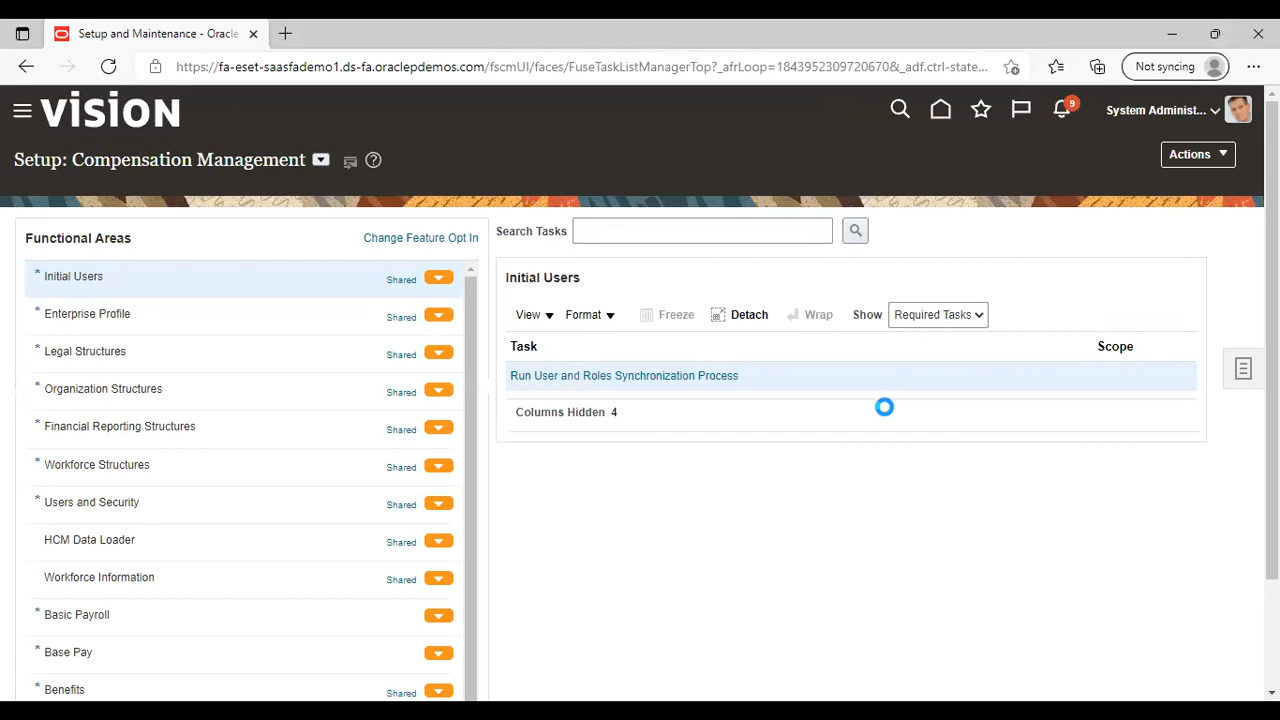 Setup and Maintenance - Oracle
https://fa-eset-saasfademo1.ds-fa.oraclepdemos.com/fscmUI/faces/FuseTaskListManagerTop?_afrLoop=18439523097206708&_adf.ctrl-state...
Not syncing
VISION
9
System Administ...
Setup: Compensation Management
Actions
Functional Areas
Change Feature Opt In
* Initial Users Shared
* Enterprise Profile Shared
* Legal Structures Shared
* Organization Structures Shared
* Financial Reporting Structures Shared
* Workforce Structures Shared
* Users and Security Shared
HCM Data Loader Shared
Workforce Information Shared
* Basic Payroll
* Base Pay
* Benefits Shared
Search Tasks
Initial Users
View Format Freeze Detach Wrap Show Required Tasks
Task Scope
Run User and Roles Synchronization Process
Columns Hidden 4